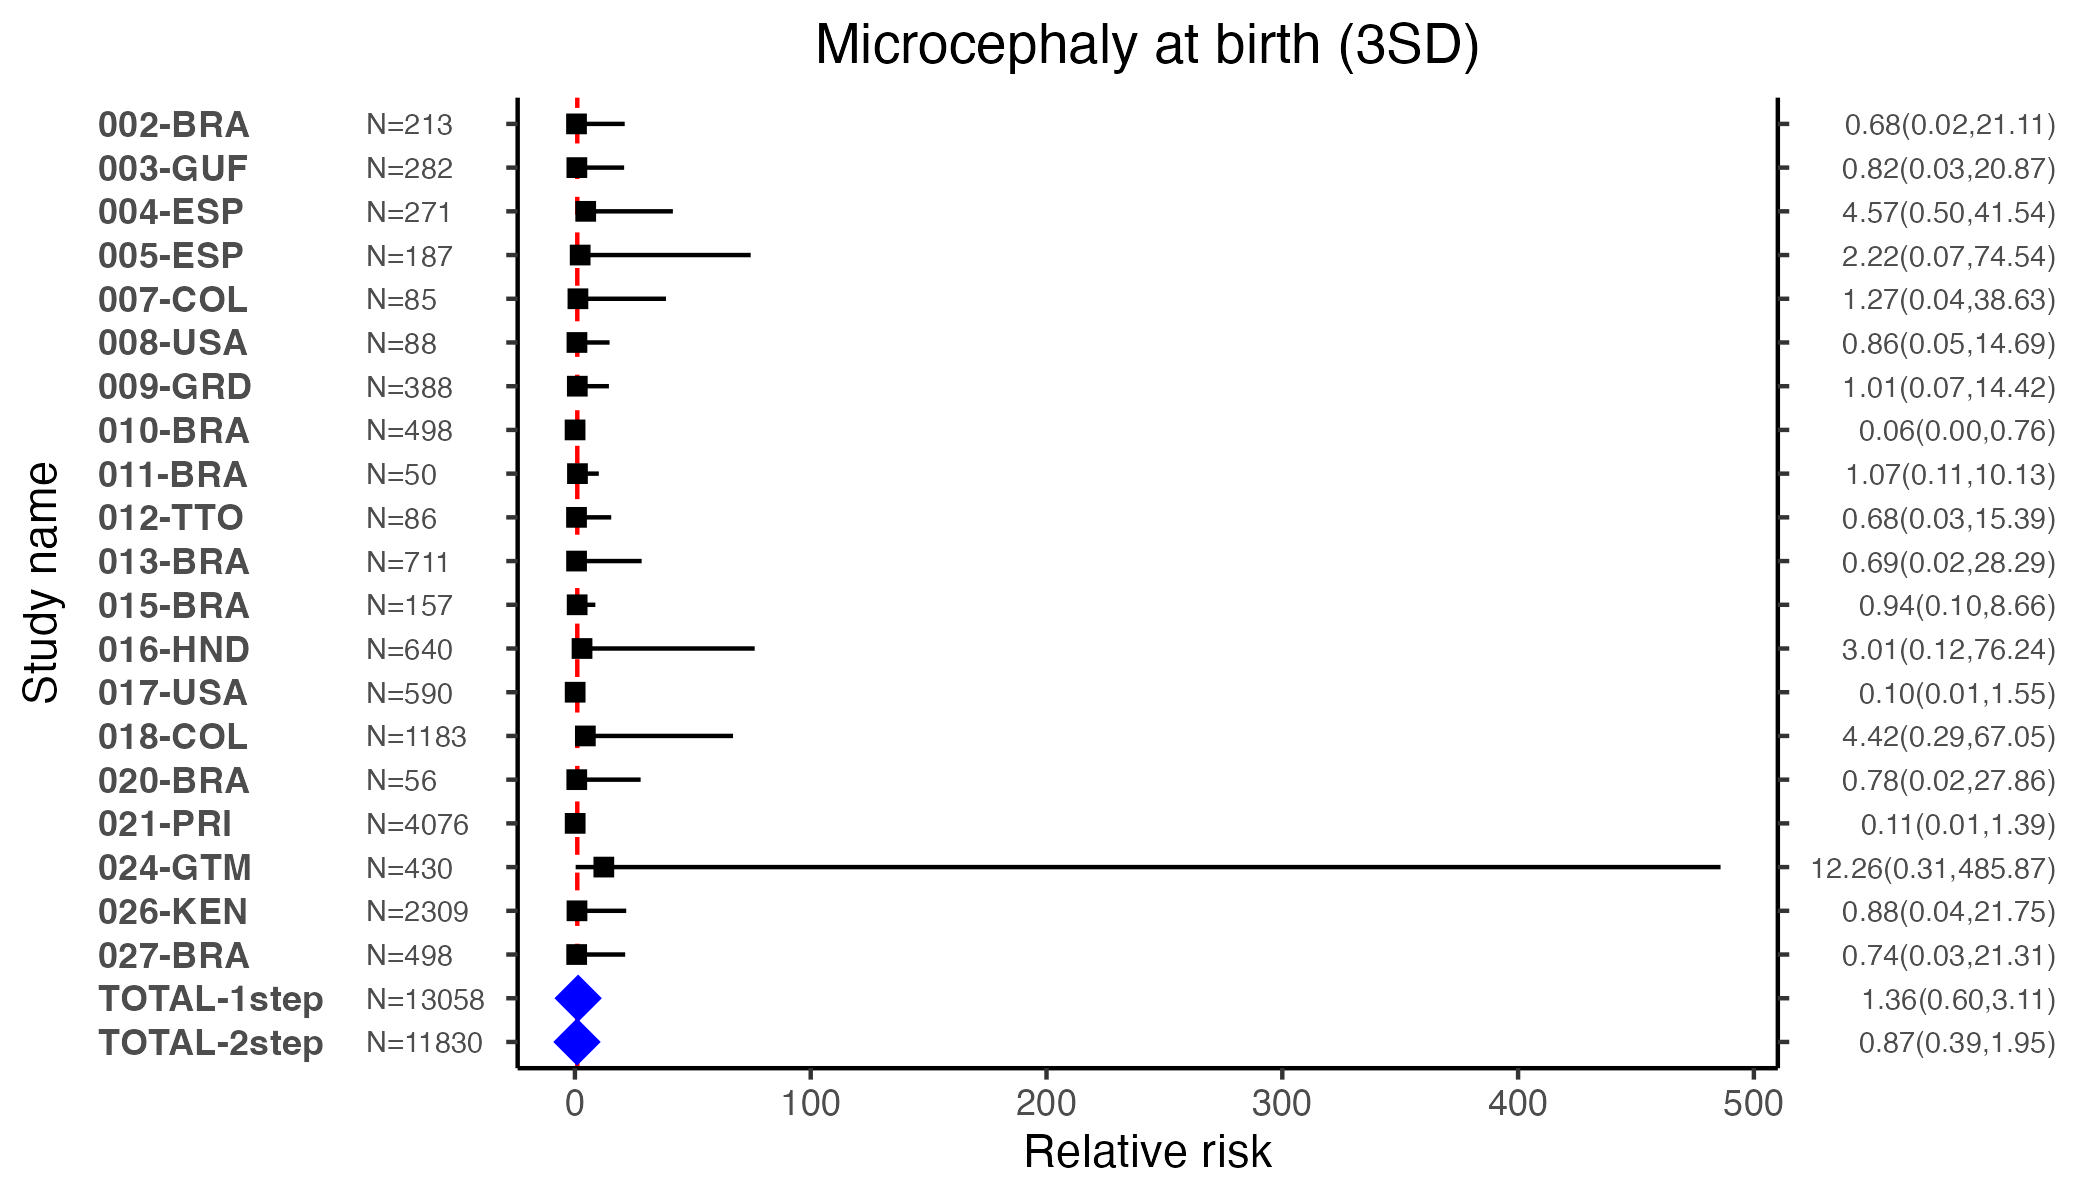 Microcephaly at birth (3SD)
Study name
002-BRA N=213 0.68(0.02,21.11)
003-GUF N=282 0.82(0.03,20.87)
004-ESP N=271 4.57(0.50,41.54)
005-ESP N=187 2.22(0.07,74.54)
007-COL N=85 1.27(0.04,38.63)
008-USA N=88 0.86(0.05,14.69)
009-GRD N=388 1.01(0.07,14.42)
010-BRA N=498 0.06(0.00,0.76)
011-BRA N=50 1.07(0.11,10.13)
012-TTO N=86 0.68(0.03,15.39)
013-BRA N=711 0.69(0.02,28.29)
015-BRA N=157 0.94(0.10,8.66)
016-HND N=640 3.01(0.12,76.24)
017-USA N=590 0.10(0.01,1.55)
018-COL N=1183 4.42(0.29,67.05)
020-BRA N=56 0.78(0.02,27.86)
021-PRI N=4076 0.11(0.01,1.39)
024-GTM N=430 12.26(0.31,485.87)
026-KEN N=2309 0.88(0.04,21.75)
027-BRA N=498 0.74(0.03,21.31)
TOTAL-1step N=13058 1.36(0.60,3.11)
TOTAL-2step N=11830 0.87(0.39,1.95)
0 100 200 300 400 500
Relative risk